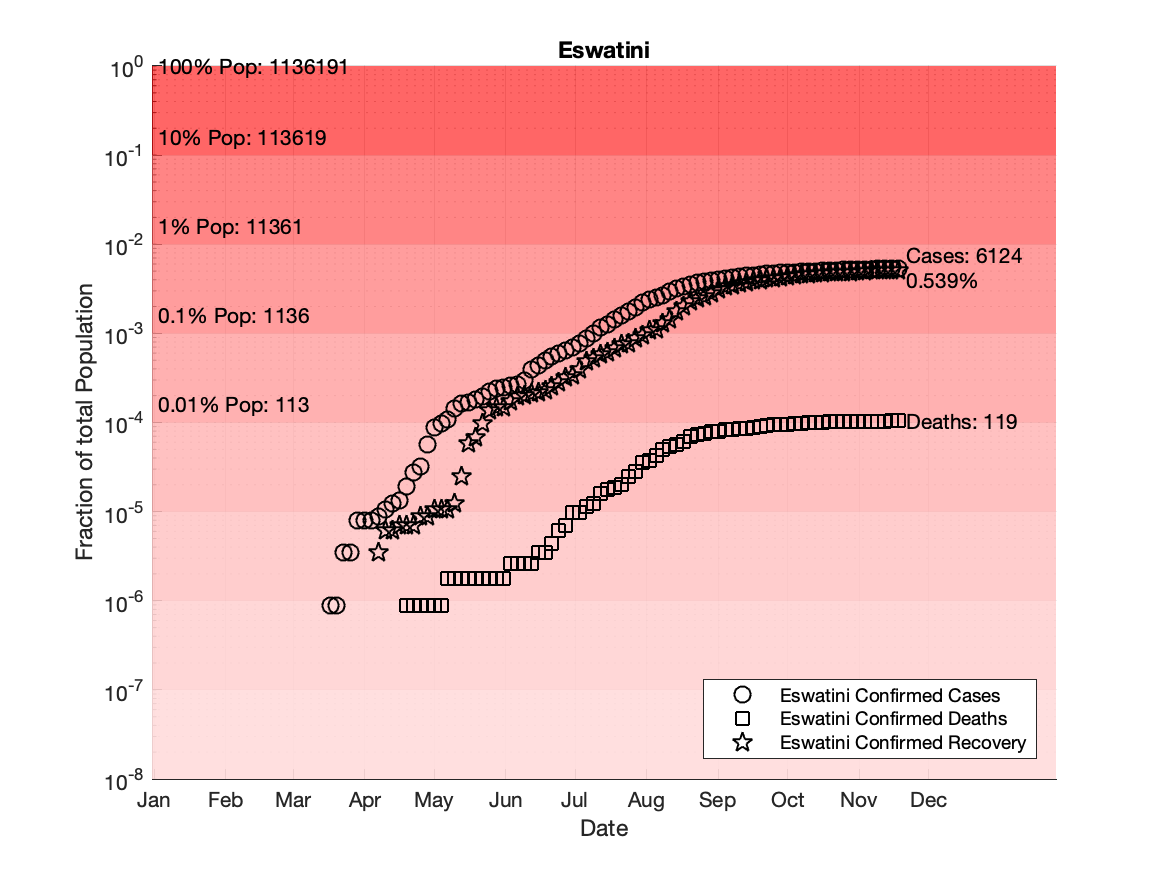 Eswatini
10^0
100% Pop: 1136191
10% Pop: 113619
10^-1
1% Pop: 11361
10^-2
Cases: 6124
0.539%
0.1% Pop: 1136
10^-3
0.01% Pop: 113
10^-4
Deaths: 119
10^-5
10^-6
10^-7
10^-8
Fraction of total Population
Eswatini Confirmed Cases
Eswatini Confirmed Deaths
Eswatini Confirmed Recovery
Jan Feb Mar Apr May Jun Jul Aug Sep Oct Nov Dec
Date